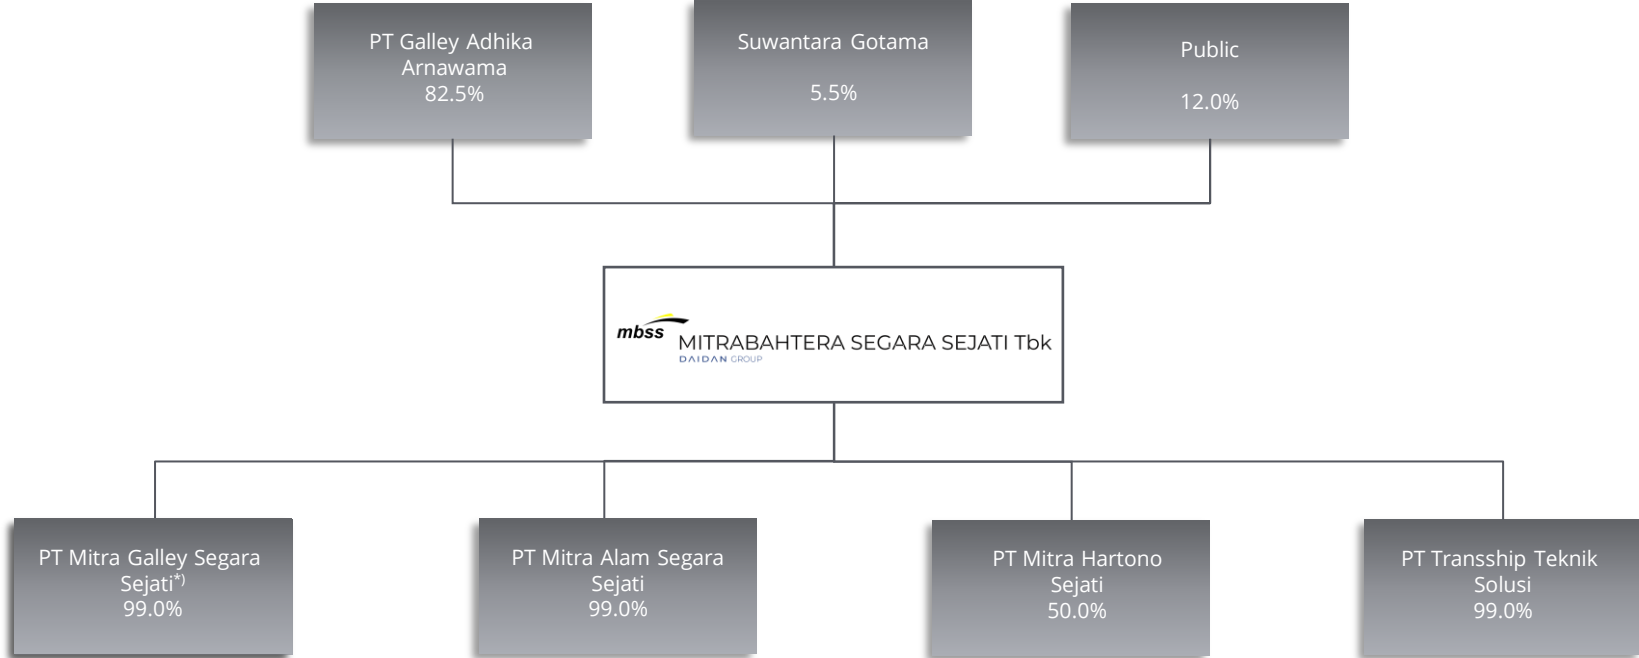 PT Galley Adhika
Arnawama
82.5%
Suwantara Gotama
5.5%
Public
12.0%
mbss
MITRABAHTERA SEGARA SEJATI Tbk
DAIDAN GROUP
PT Mitra Galley Segara
Sejati*)
99.0%
PT Mitra Alam Segara
Sejati
99.0%
PT Mitra Hartono
Sejati
50.0%
PT Transship Teknik
Solusi
99.0%